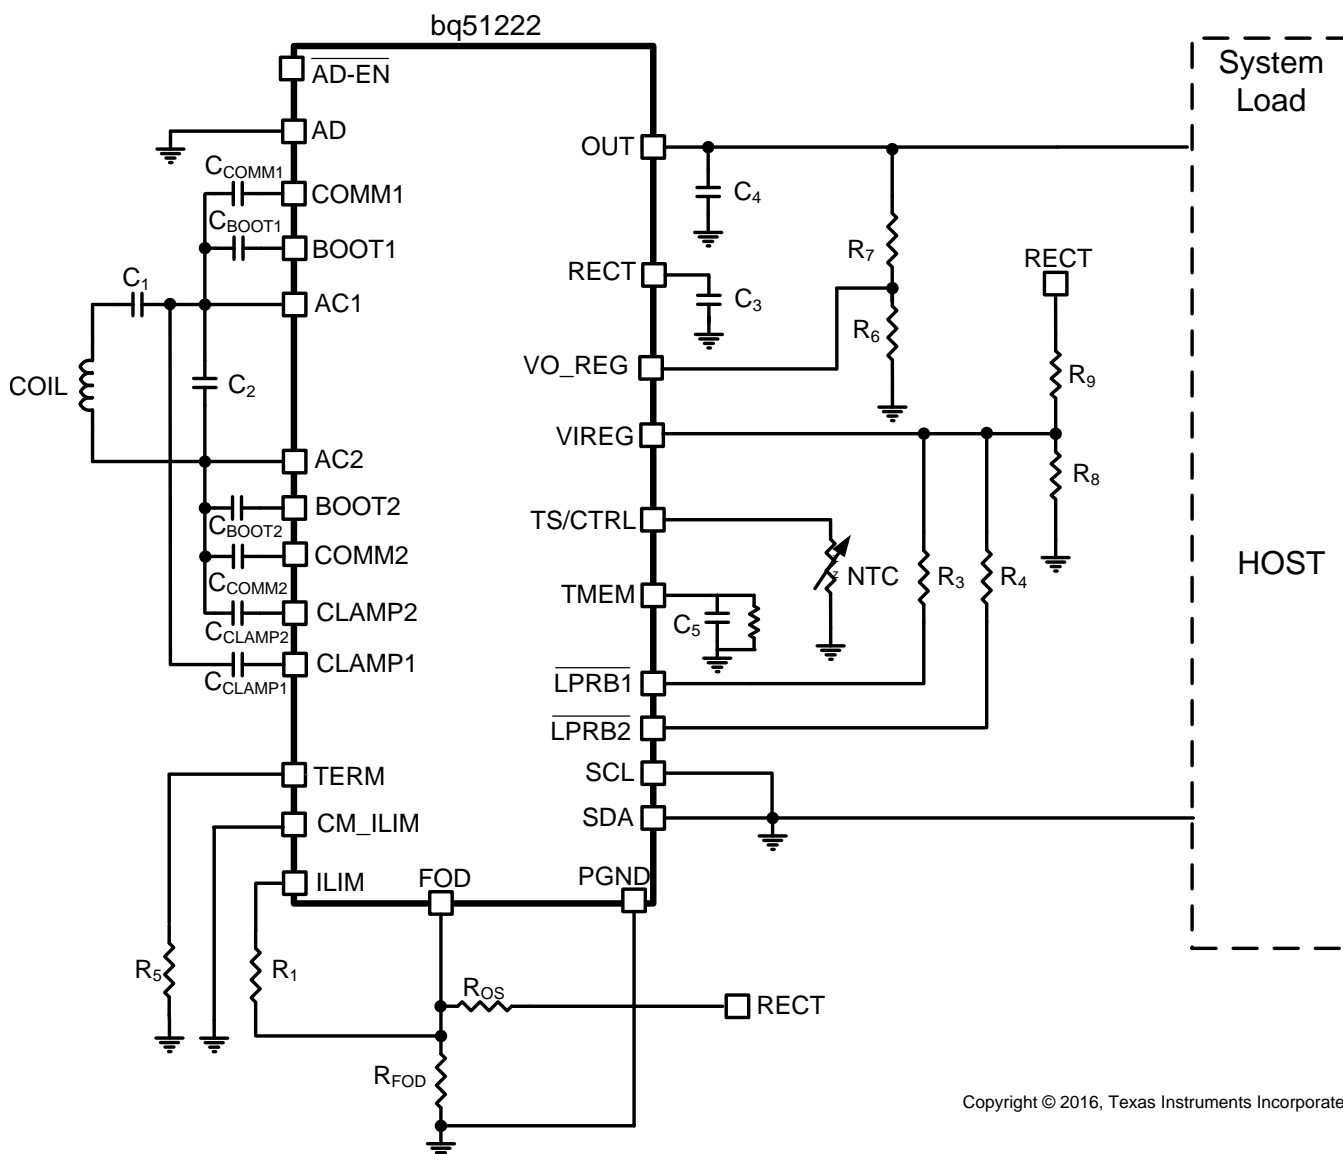 bq51222
AD-EN
AD
COMM1
BOOT1
AC1
AC2
BOOT2
COMM2
CLAMP2
CLAMP1
TERM
CM_ILIM
ILIM
FOD
PGND
OUT
RECT
VO_REG
VIREG
TS/CTRL
TMEM
LPRB1
LPRB2
SCL
SDA
CCOMM1
CBOOT1
C1
COIL
C2
CBOOT2
CCOMM2
CCLAMP2
CCLAMP1
R5
R1
ROS
RECT
RFOD
C4
C3
R7
R6
RECT
R9
R8
NTC
R3
R4
C5
System
Load
HOST
Copyright © 2016, Texas Instruments Incorporate